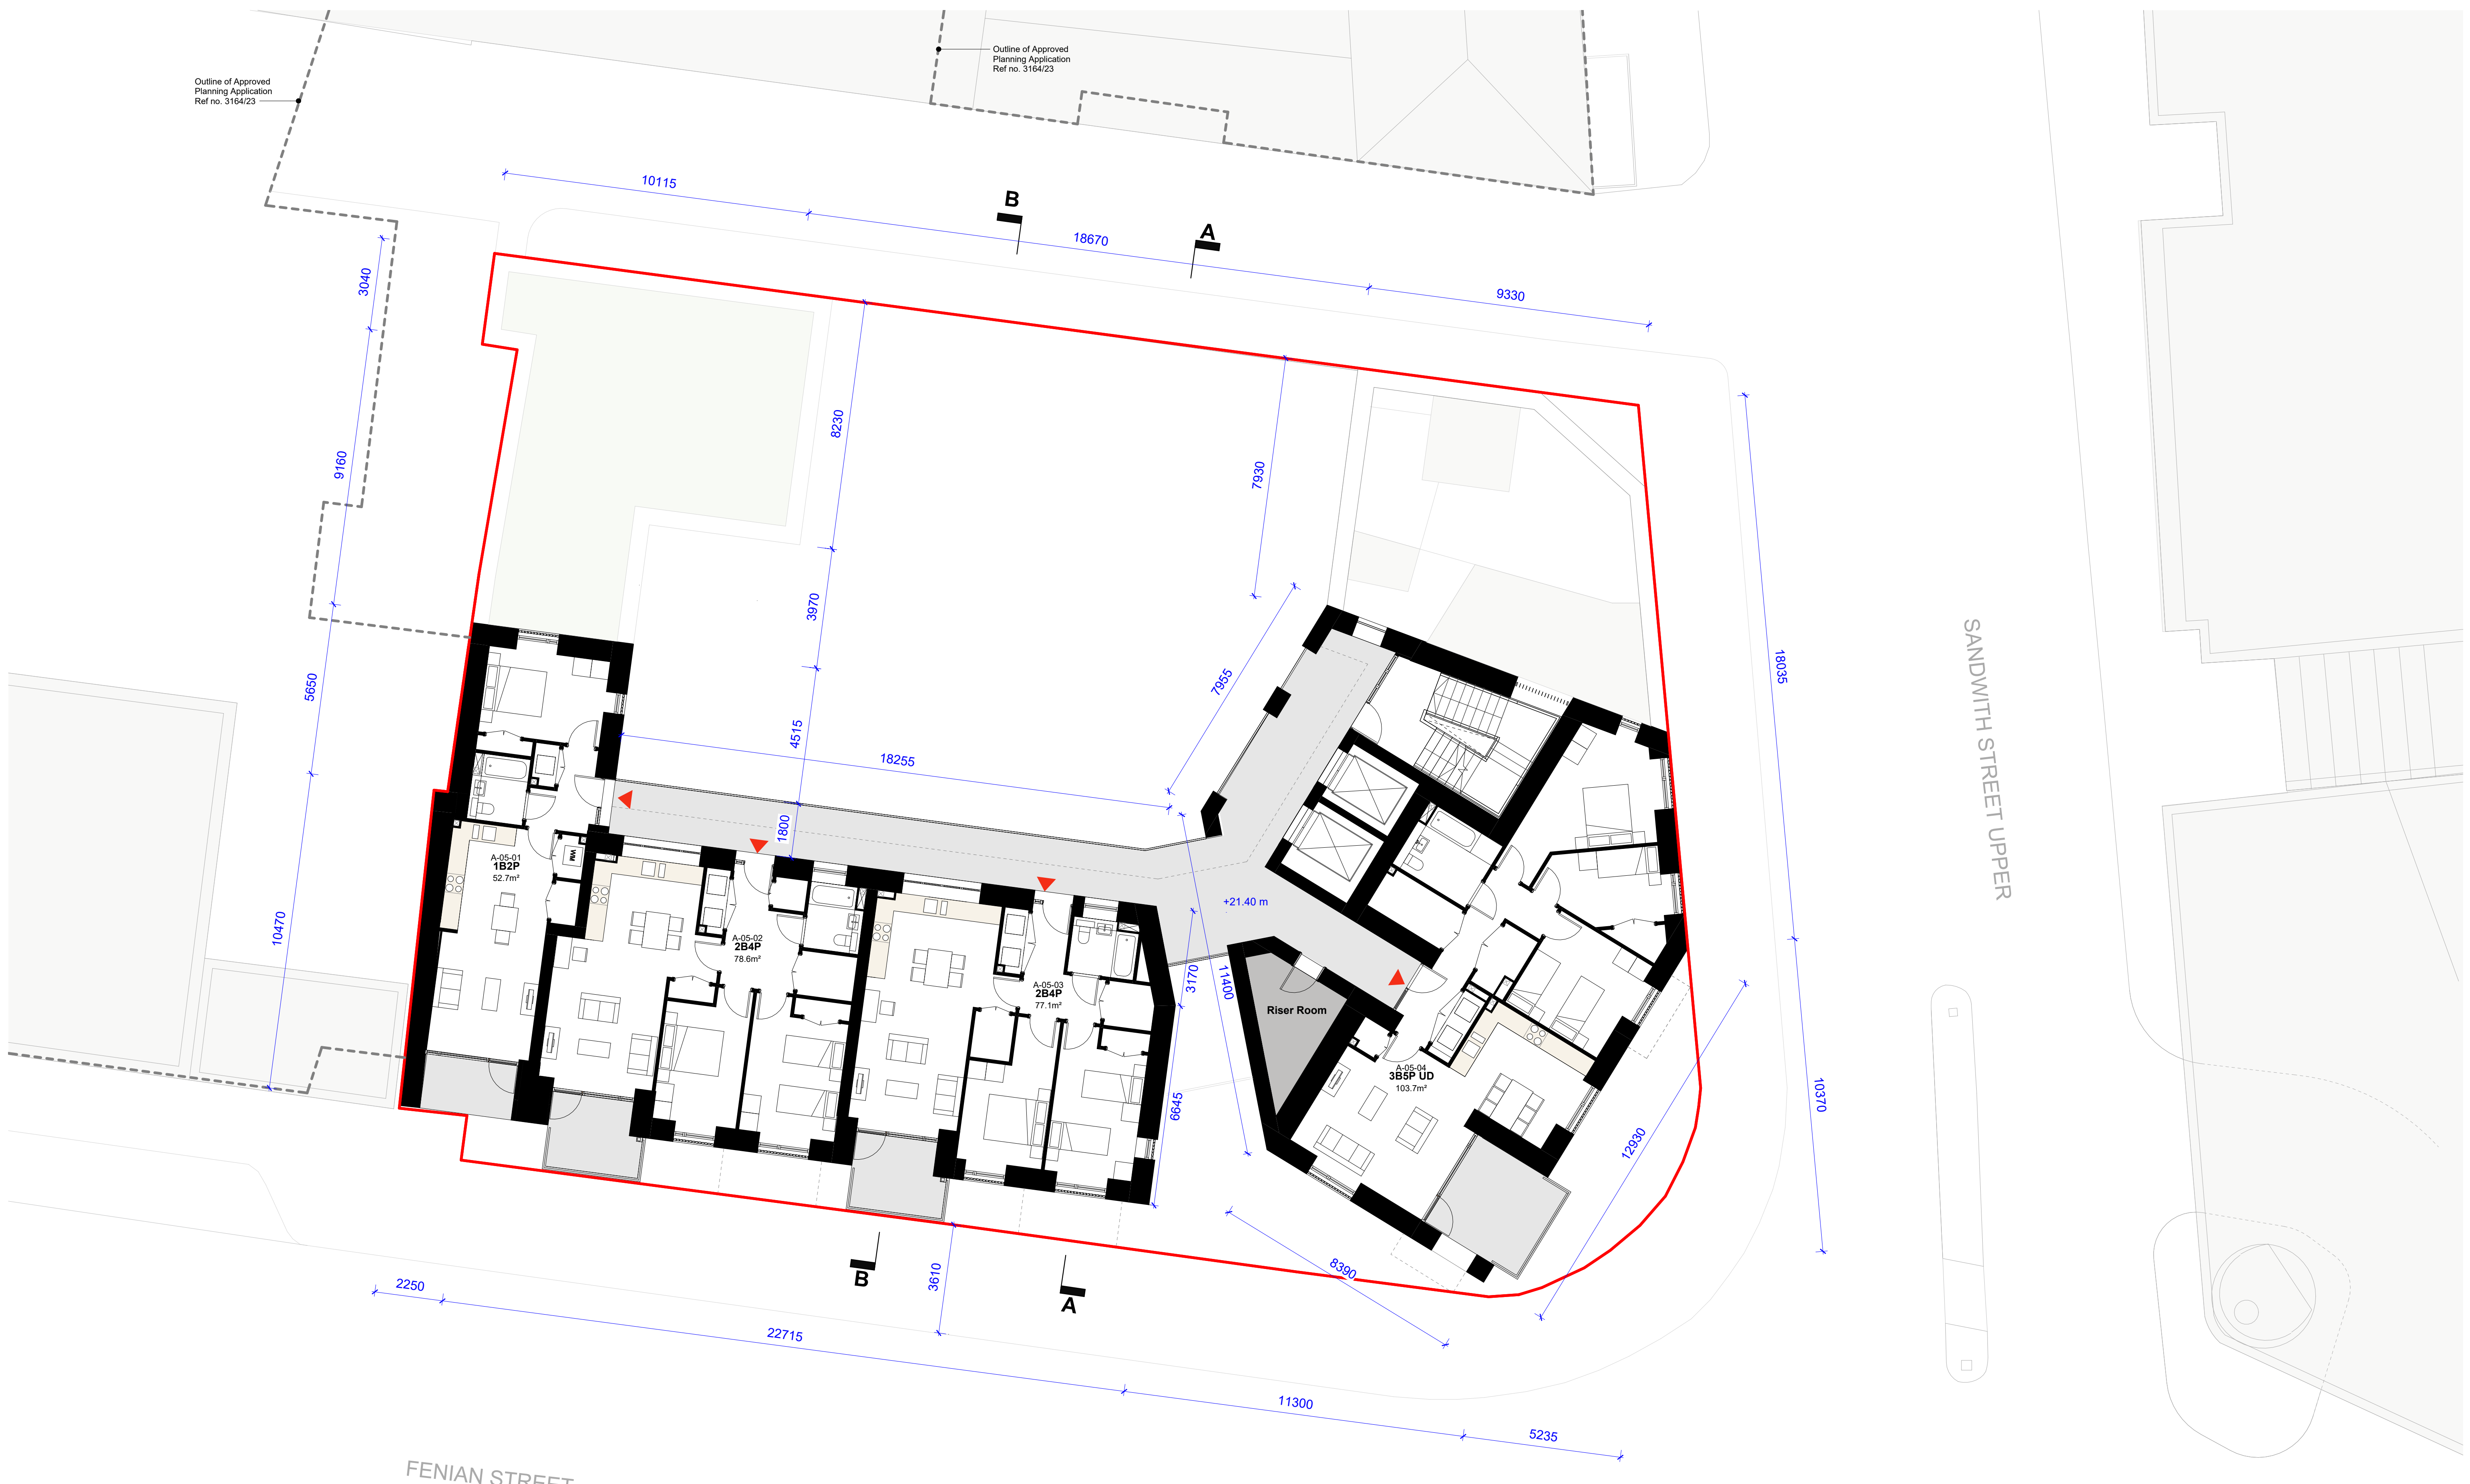 Outline of Approved
Planning Application
Ref no. 3164/23
Outline of Approved
Planning Application
Ref no. 3164/23
10115
B
A
18670
9330
3040
9160
5650
10470
8230
3970
4515
7930
7955
18255
1800
18035
SANDWITH STREET UPPER
A-05-01
1B2P
52.7m²
WM
A-05-02
2B4P
78.6m²
A-05-03
2B4P
77.1m²
+21.40 m
3170
11400
Riser Room
A-05-04
3B5P UD
103.7m²
6645
10370
12930
8390
B
A
3610
2250
22715
11300
5235
FENIAN STREET